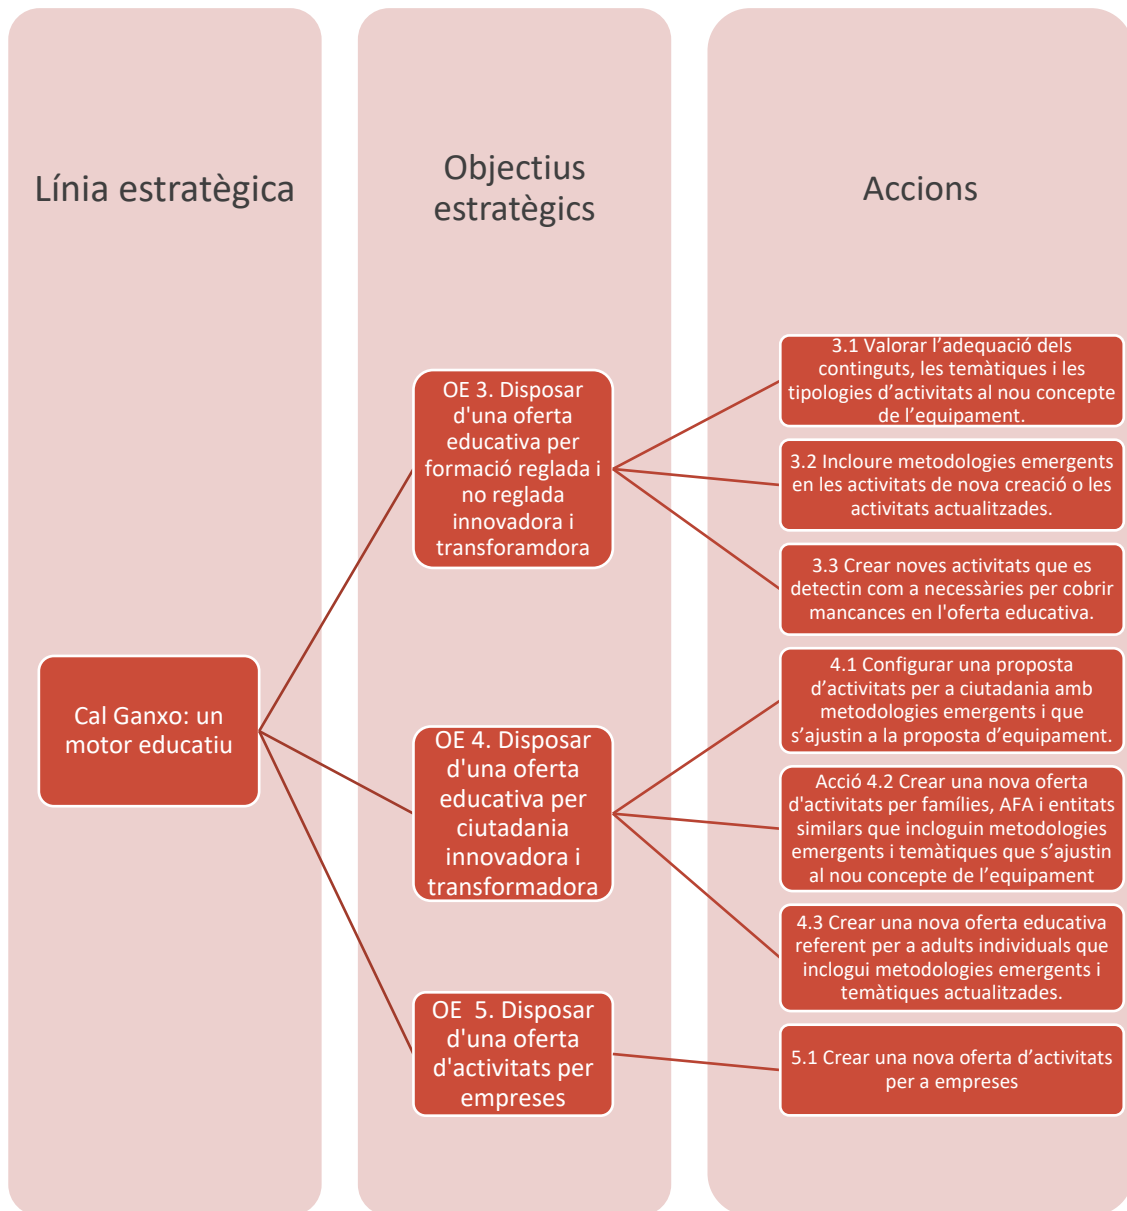 Línia estratègica
Objectius
estratègics
Accions
Cal Ganxo: un
motor educatiu
OE 3. Disposar
d'una oferta
educativa per
formació reglada i
no reglada
innovadora i
transforamdora
3.1 Valorar l’adequació dels
continguts, les temàtiques i les
tipologies d’activitats al nou concepte
de l’equipament.
3.2 Incloure metodologies emergents
en les activitats de nova creació o les
activitats actualitzades.
3.3 Crear noves activitats que es
detectin com a necessàries per cobrir
mancances en l'oferta educativa.
OE 4. Disposar
d'una oferta
educativa per
ciutadania
innovadora i
transformadora
4.1 Configurar una proposta
d’activitats per a ciutadania amb
metodologies emergents i que
s’ajustin a la proposta d’equipament.
Acció 4.2 Crear una nova oferta
d'activitats per famílies, AFA i entitats
similars que incloguin metodologies
emergents i temàtiques que s’ajustin
al nou concepte de l’equipament
4.3 Crear una nova oferta educativa
referent per a adults individuals que
inclogui metodologies emergents i
temàtiques actualitzades.
OE  5. Disposar
d'una oferta
d'activitats per
empreses
5.1 Crear una nova oferta d’activitats
per a empreses